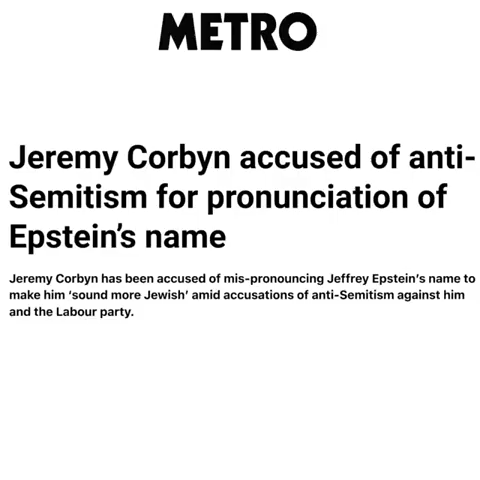 METRO
Jeremy Corbyn accused of anti-
Semitism for pronunciation of
Epstein’s name
Jeremy Corbyn has been accused of mis-pronouncing Jeffrey Epstein’s name to
make him ‘sound more Jewish’ amid accusations of anti-Semitism against him
and the Labour party.